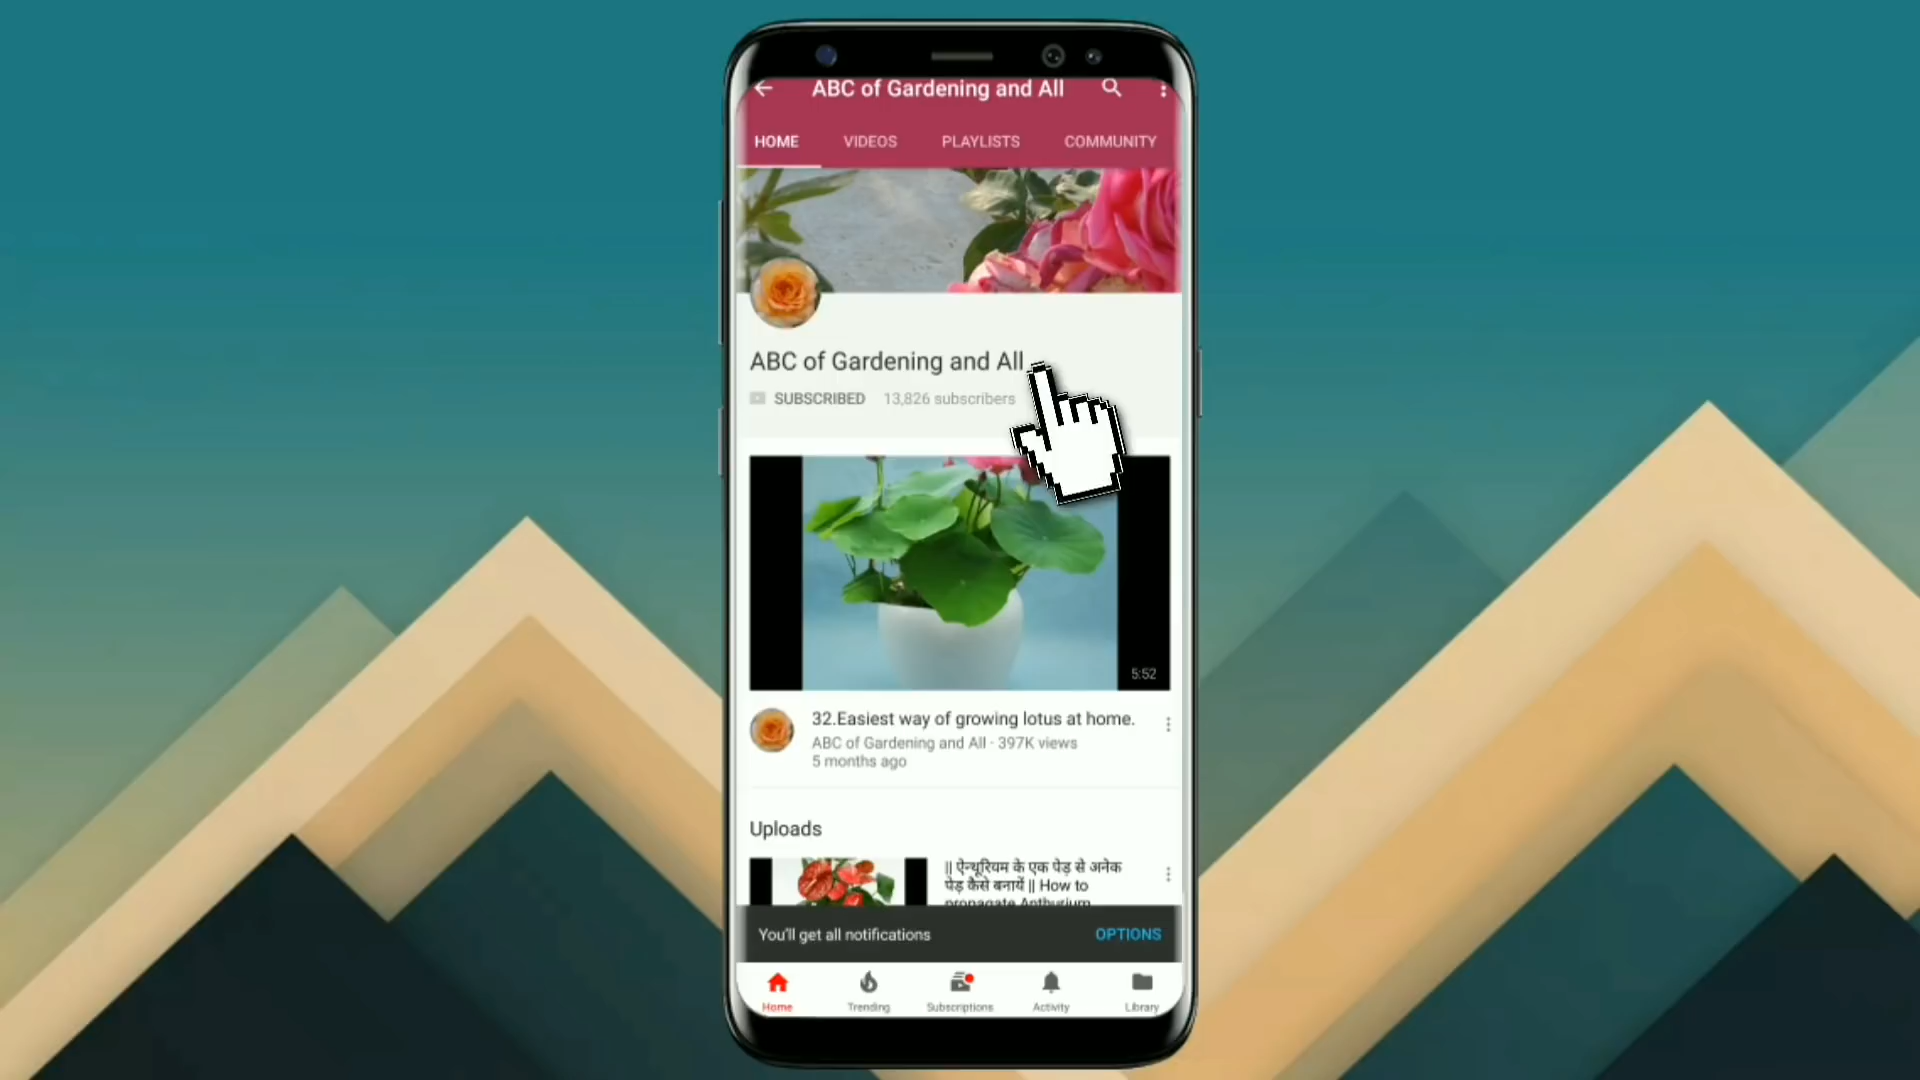 ABC of Gardening and All
HOME VIDEOS PLAYLISTS COMMUNITY
ABC of Gardening and All
SUBSCRIBED 13,826 subscribers
5:52
32.Easiest way of growing lotus at home.
ABC of Gardening and All · 397K views
5 months ago
Uploads
|| ऐन्थूरियम के एक पेड़ से अनेक
पेड़ कैसे बनायें || How to
propagate Anthurium
You'll get all notifications OPTIONS
Home Trending Subscriptions Activity Library